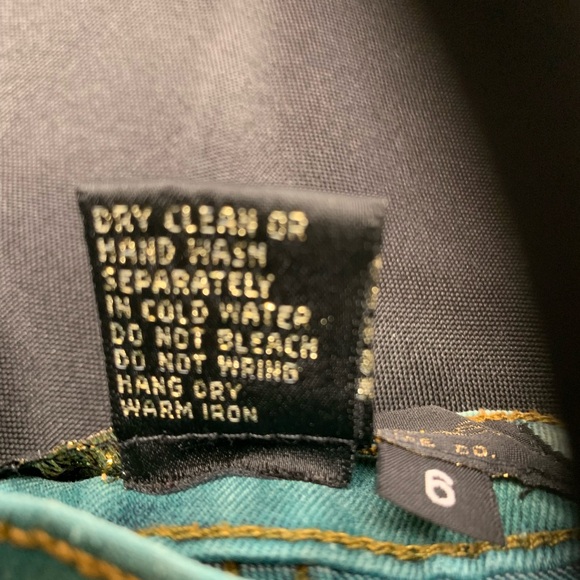 DRY CLEAN OR
HAND WASH
SEPARATELY
IN COLD WATER
DO NOT BLEACH
DO NOT WRING
HANG DRY
WARM IRON
CO.
6